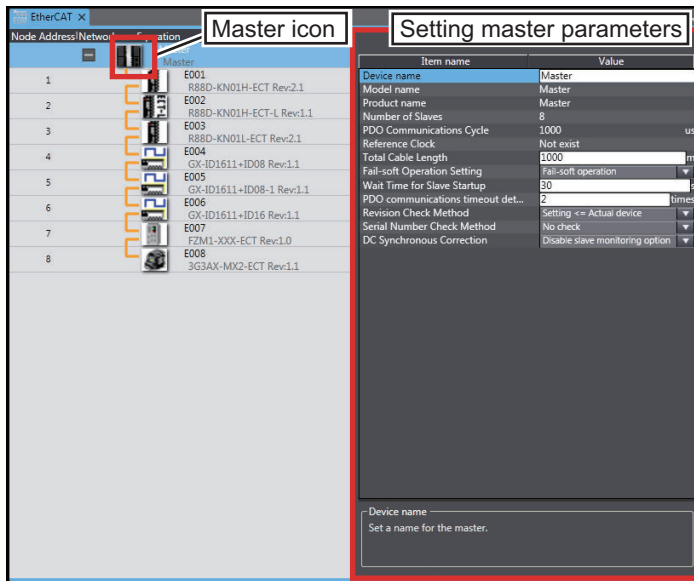 EtherCAT ×
Master icon
Setting master parameters
Node Address Network
Master
1
E001
R88D-KN01H-ECT Rev:2.1
2
E002
R88D-KN01H-ECT-L Rev:1.1
3
E003
R88D-KN01L-ECT Rev:2.1
4
E004
GX-ID1611+ID08 Rev:1.1
5
E005
GX-ID1611+ID08-1 Rev:1.1
6
E006
GX-ID1611+ID16 Rev:1.1
7
E007
FZM1-XXX-ECT Rev:1.0
8
E008
3G3AX-MX2-ECT Rev:1.1
Item name Value
Device name Master
Model name Master
Product name Master
Number of Slaves 8
PDO Communications Cycle 1000 us
Reference Clock Not exist
Total Cable Length 1000 m
Fail-soft Operation Setting Fail-soft operation
Wait Time for Slave Startup 30 s
PDO communications timeout det... 2 times
Revision Check Method Setting <= Actual device
Serial Number Check Method No check
DC Synchronous Correction Disable slave monitoring option
Device name
Set a name for the master.